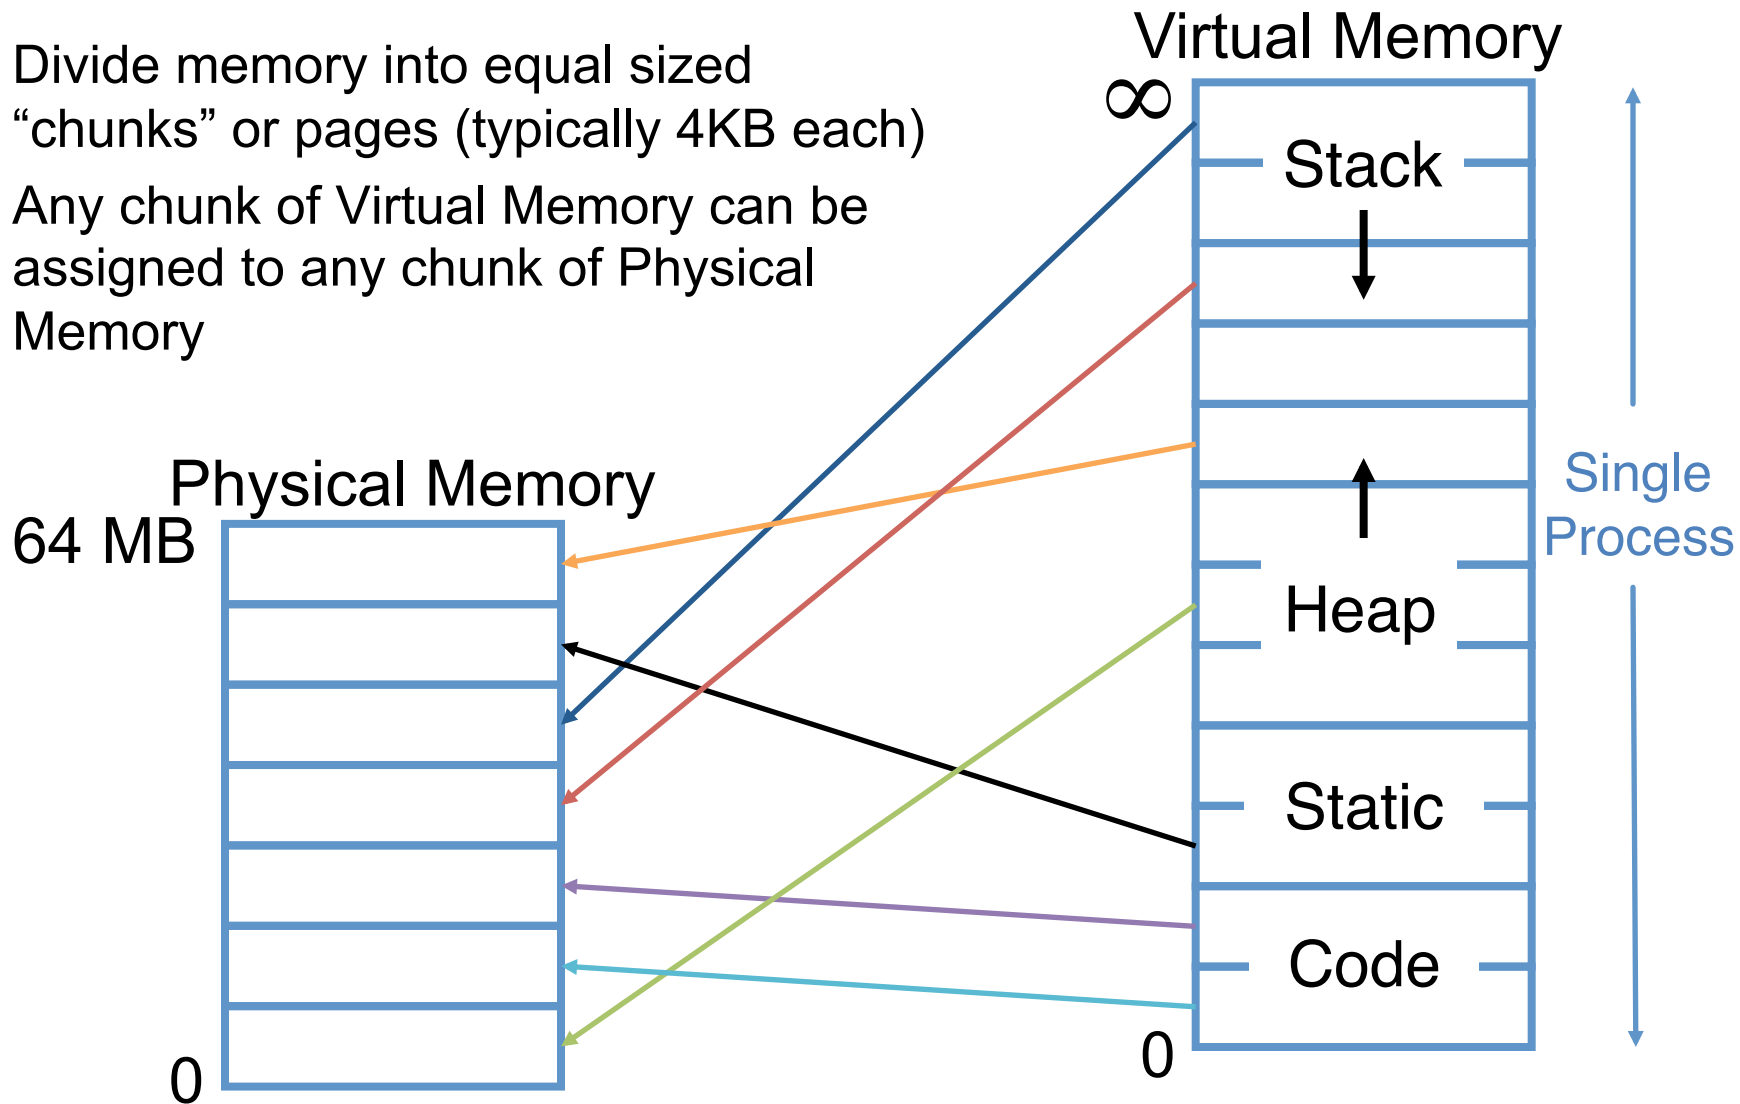 Divide memory into equal sized
“chunks” or pages (typically 4KB each)
Any chunk of Virtual Memory can be
assigned to any chunk of Physical
Memory
Virtual Memory
∞
Stack
Heap
Static
Code
0
Single
Process
Physical Memory
64 MB
0